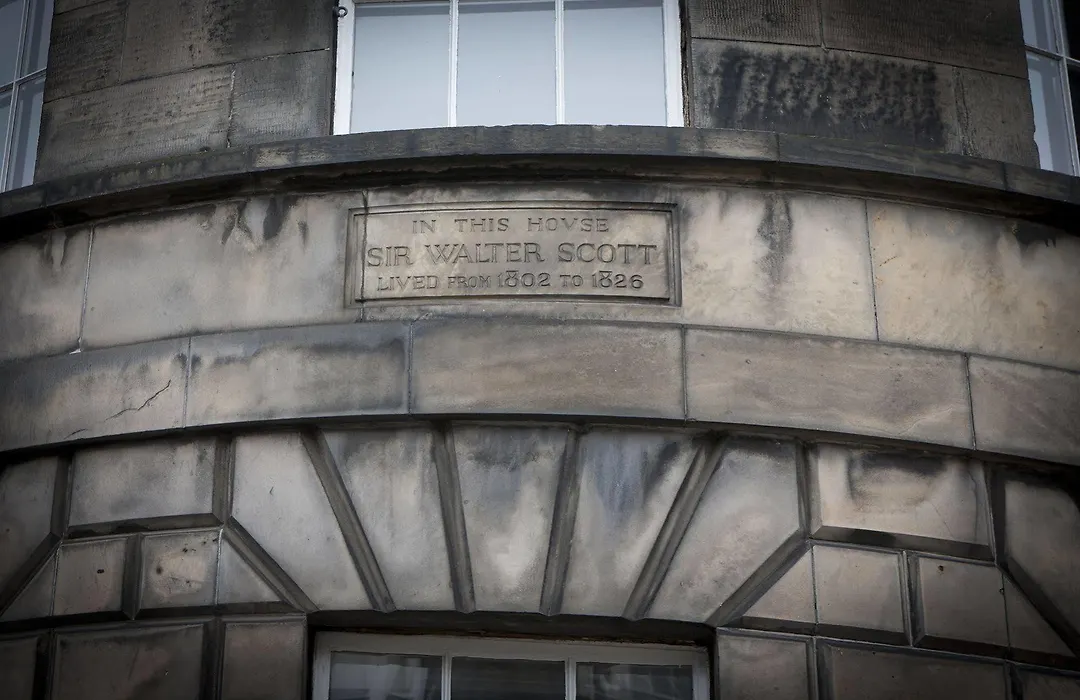 IN THIS HOVSE
SIR WALTER SCOTT
LIVED FROM 1802 TO 1826